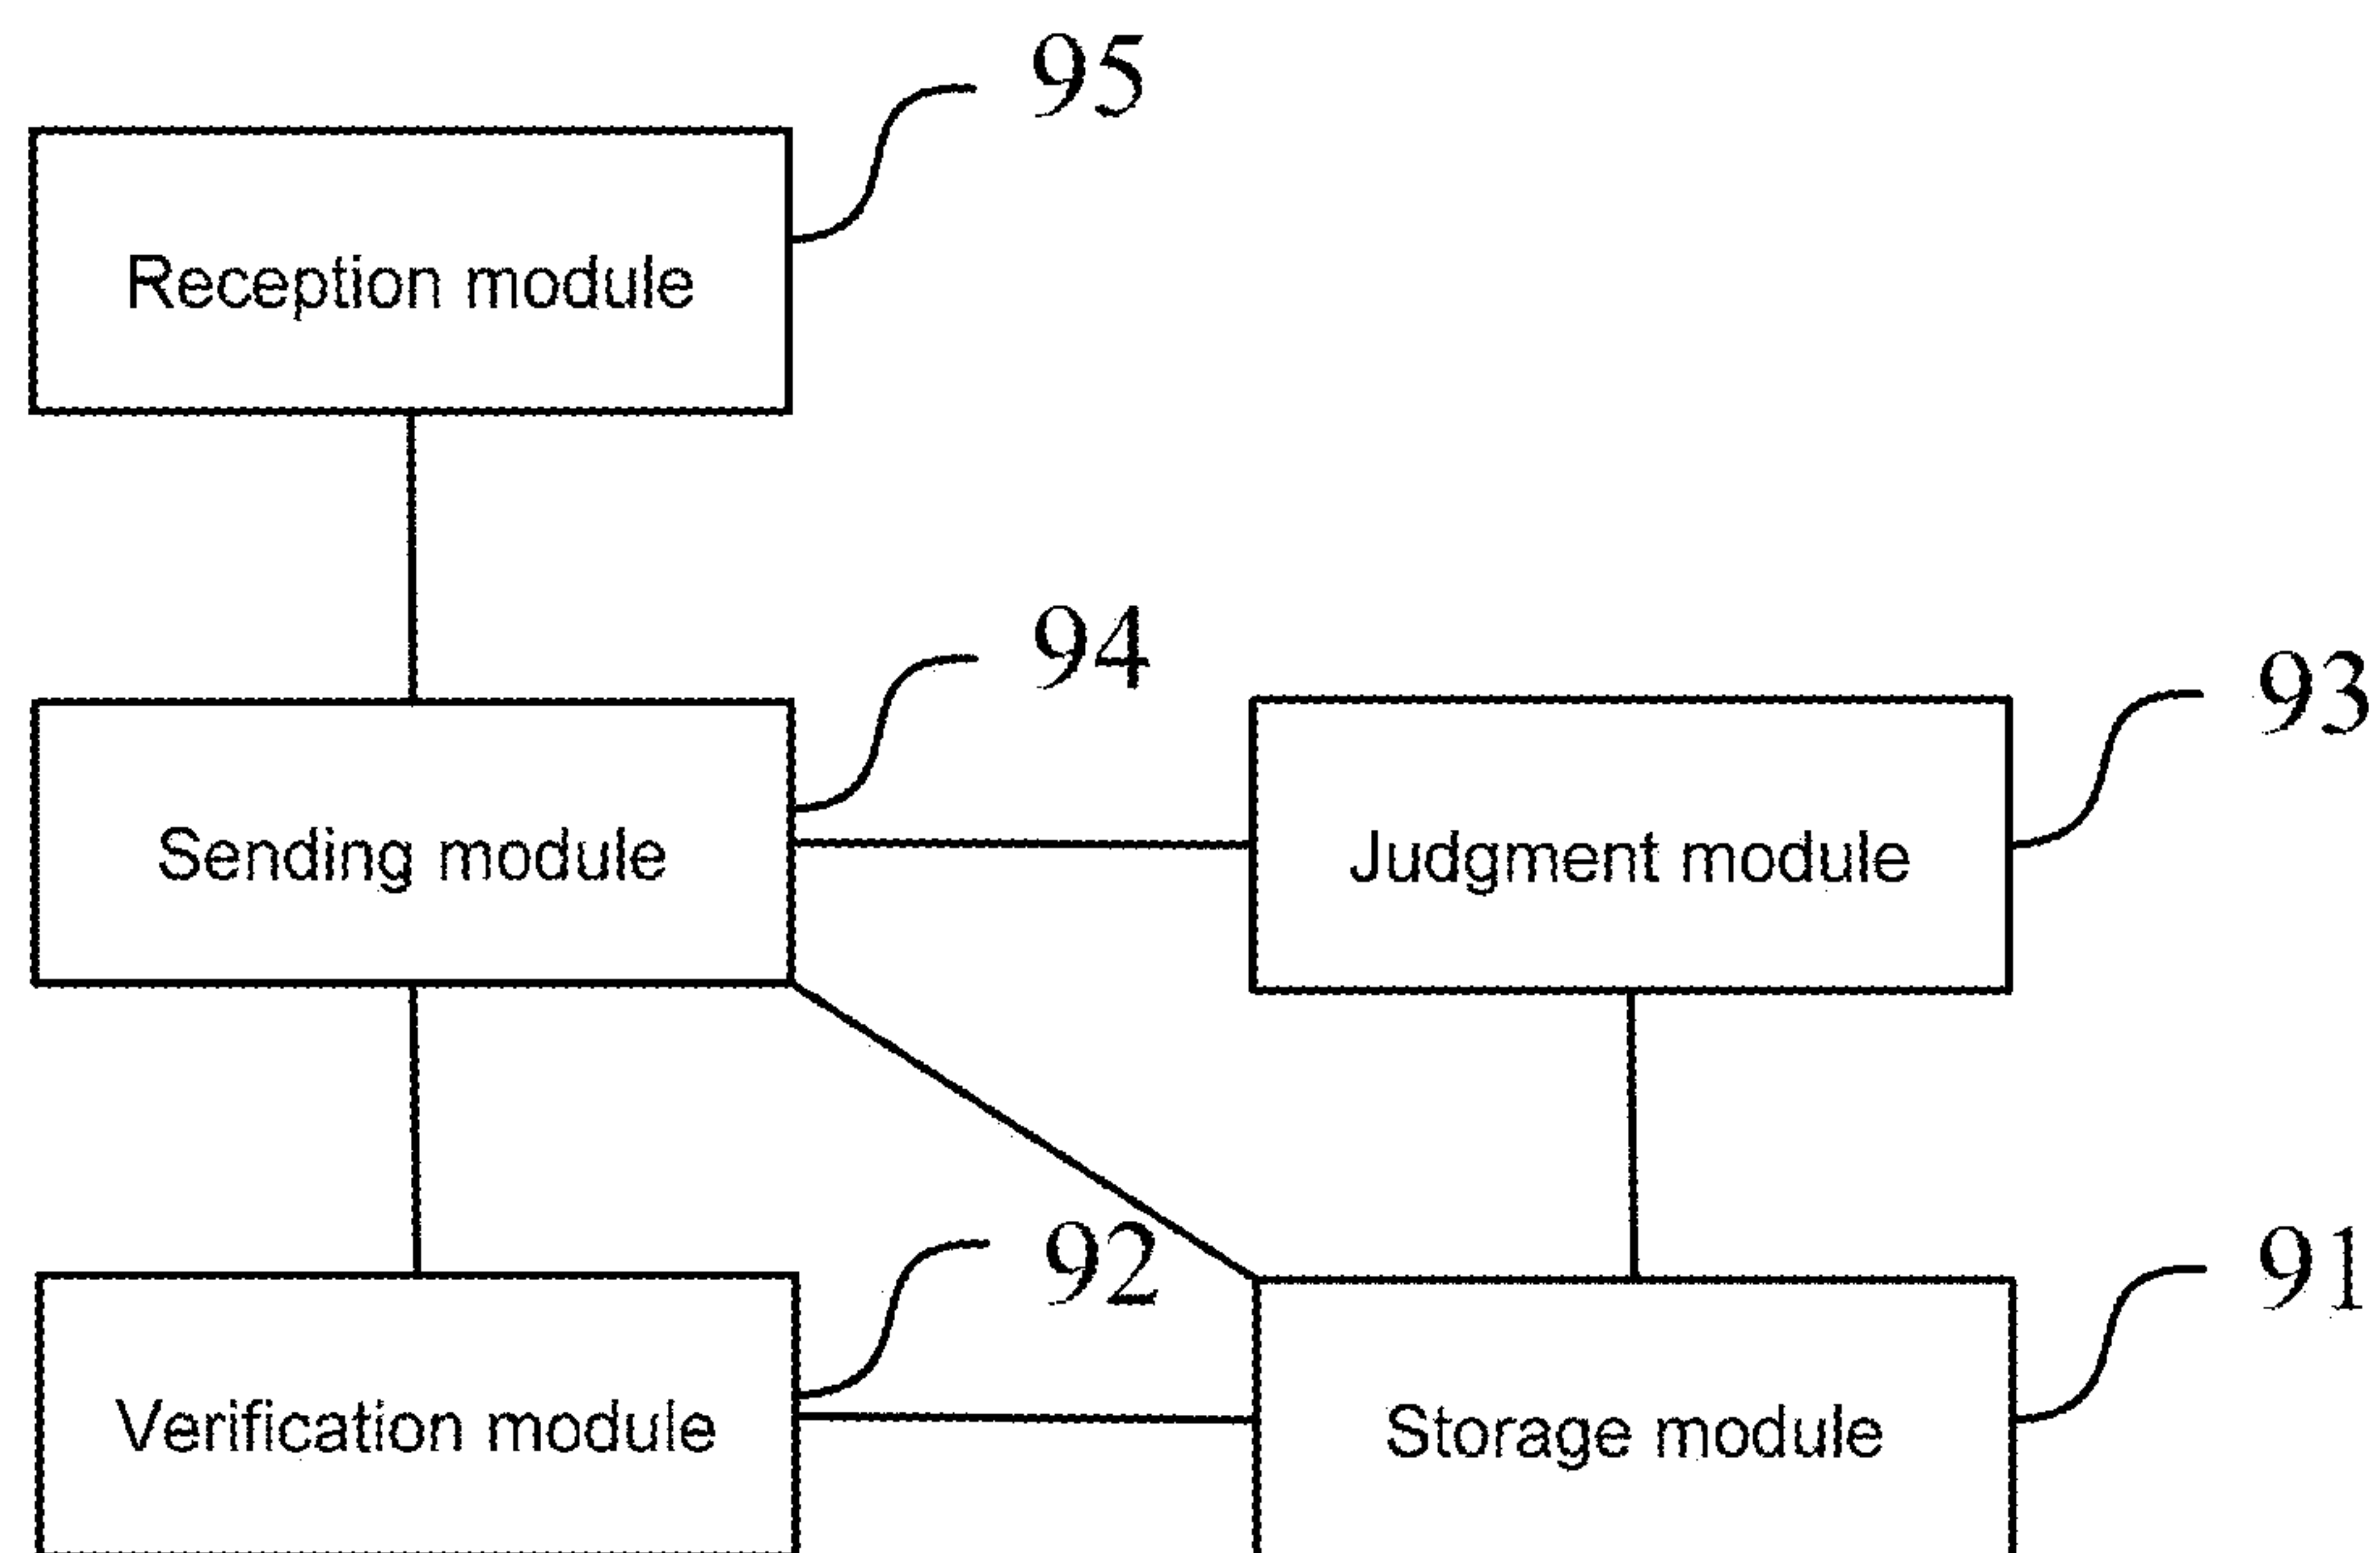 95
Reception module
94
93
Sending module
Judgment module
92
91
Verification module
Storage module